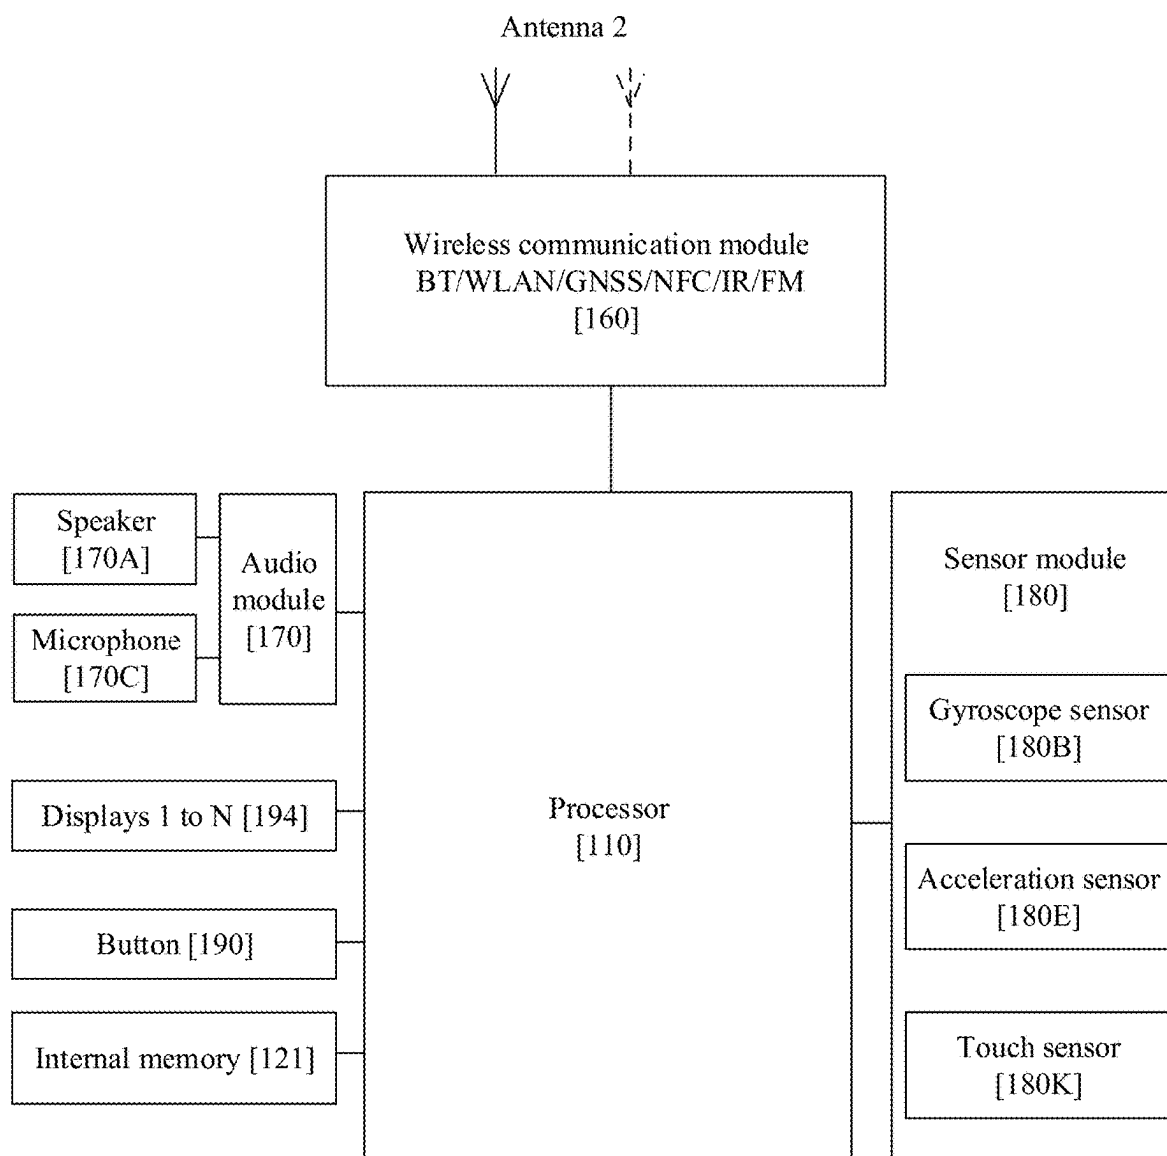 Antenna 2
Wireless communication module
BT/WLAN/GNSS/NFC/IR/FM
[160]
Speaker
[170A]
Microphone
[170C]
Audio
module
[170]
Displays 1 to N [194]
Button [190]
Internal memory [121]
Processor
[110]
Sensor module
[180]
Gyroscope sensor
[180B]
Acceleration sensor
[180E]
Touch sensor
[180K]